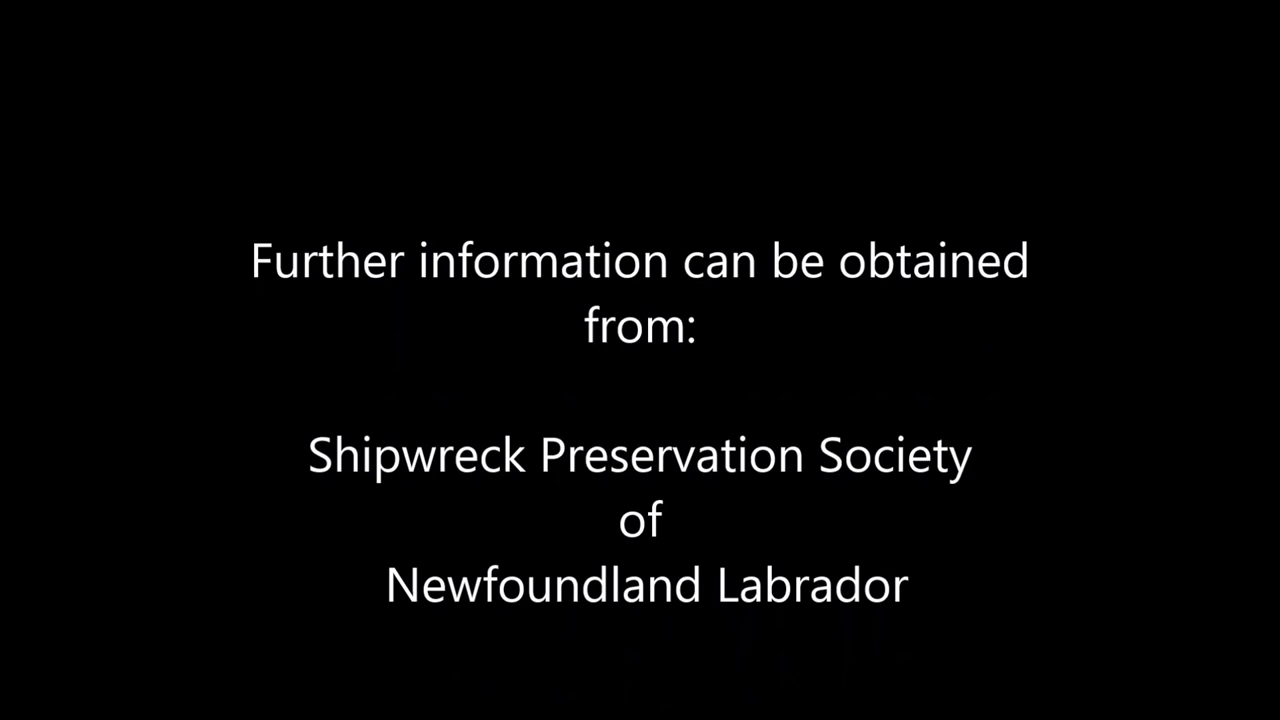 Further information can be obtained
from:
Shipwreck Preservation Society
of
Newfoundland Labrador